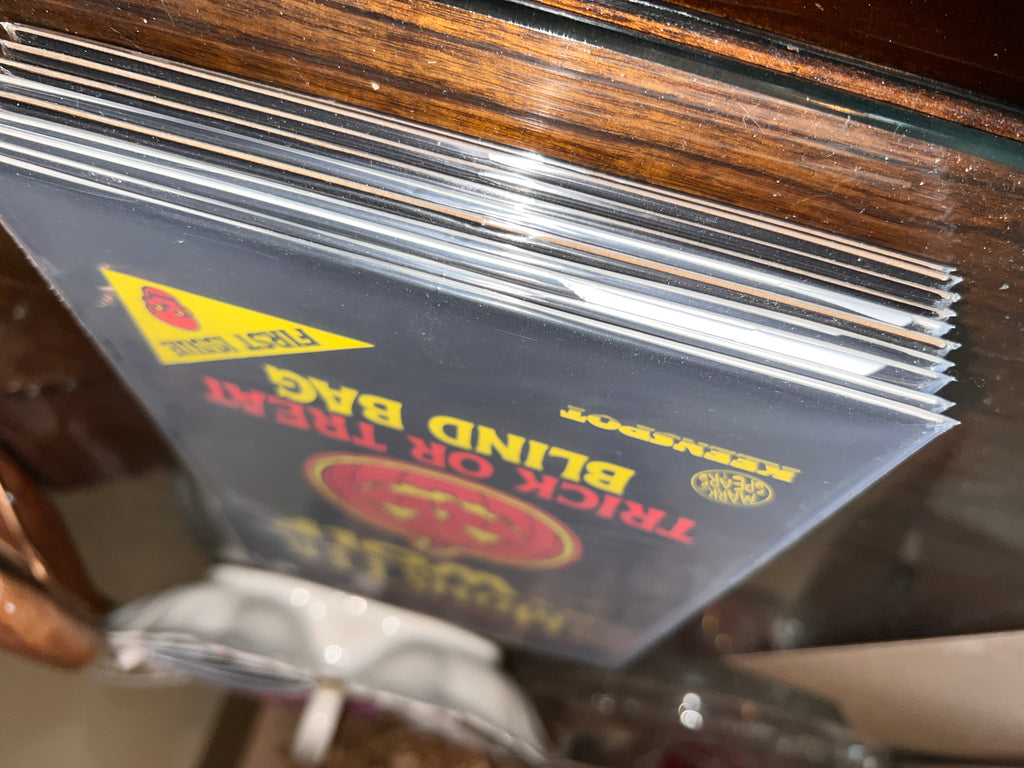 KEENSPOT
MARK
SPEARS
FIRST ISSUE
BLIND BAG
TRICK OR TREAT